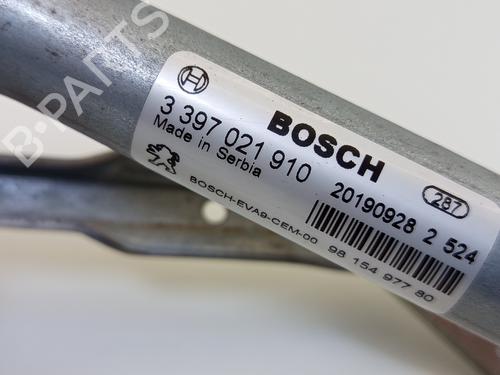 BOSCH
3 397 021 910
Made in Serbia
287
20190928 2 524
BOSCH-EVA9-CEM-00
98 154 977 80
B-PARTS